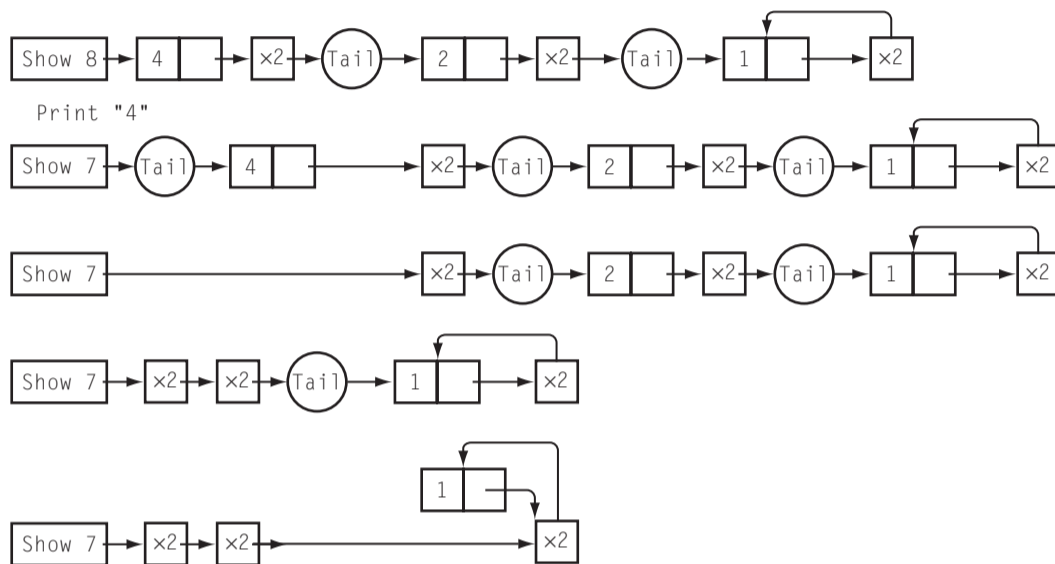 Show 8 4 ×2 Tail 2 ×2 Tail 1 ×2
Print "4"
Show 7 Tail 4 ×2 Tail 2 ×2 Tail 1 ×2
Show 7 ×2 Tail 2 ×2 Tail 1 ×2
Show 7 ×2 ×2 Tail 1 ×2
1
Show 7 ×2 ×2 ×2